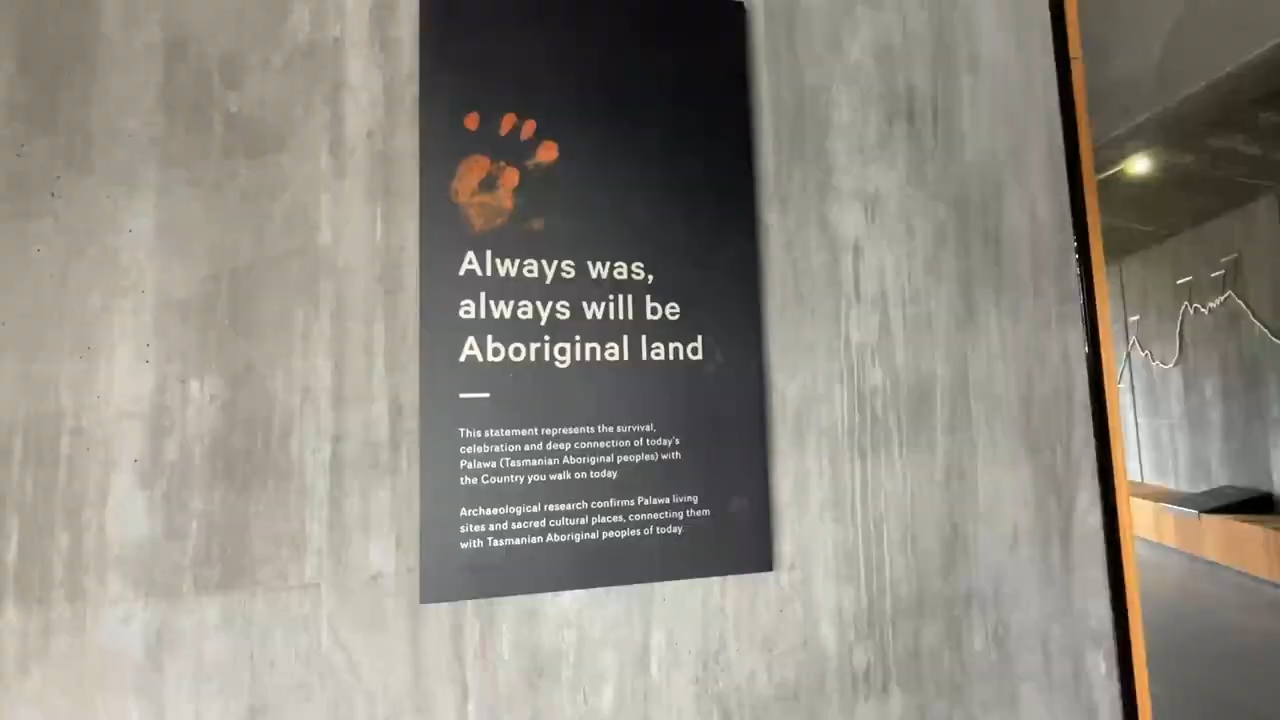 Always was,
always will be
Aboriginal land
This statement represents the survival,
celebration and deep connection of today's
Palawa (Tasmanian Aboriginal peoples) with
the Country you walk on today.
Archaeological research confirms Palawa living
sites and sacred cultural places, connecting them
with Tasmanian Aboriginal peoples of today.